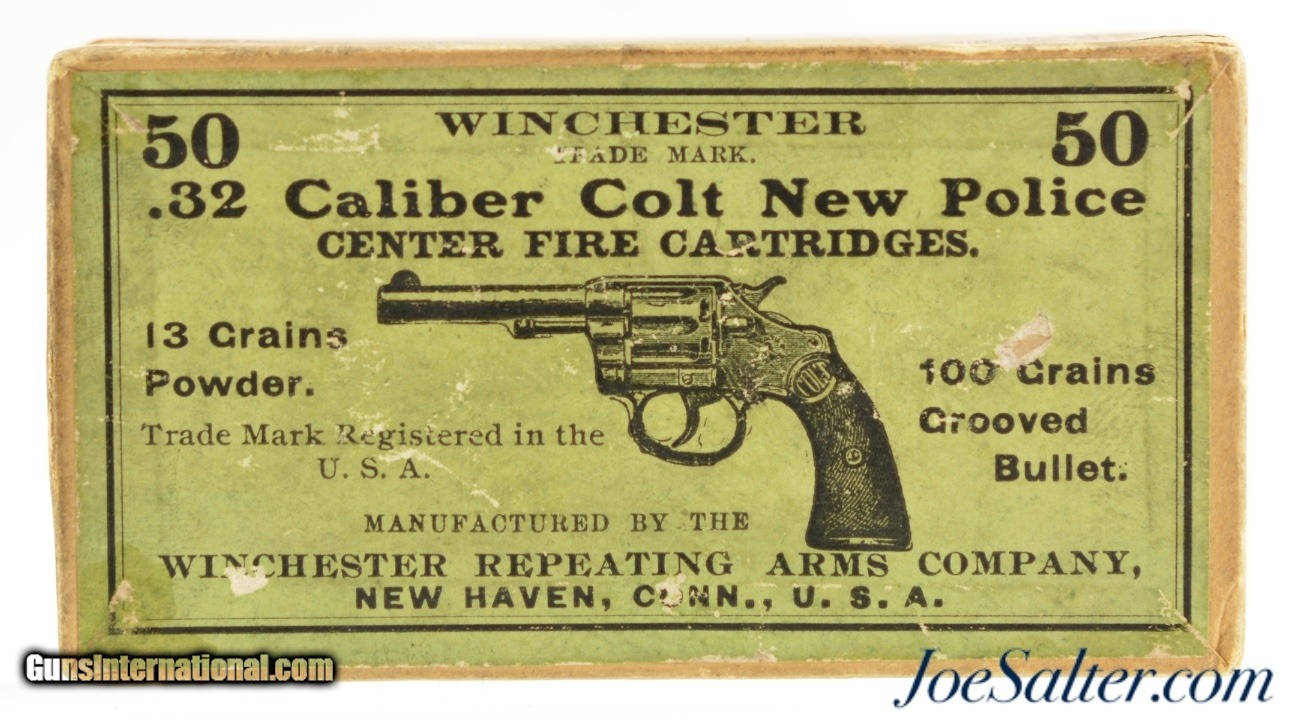 50 WINCHESTER 50
TRADE MARK.
.32 Caliber Colt New Police
CENTER FIRE CARTRIDGES.
13 Grains
Powder.
COLT
100 Grains
Grooved
Bullet.
Trade Mark Registered in the
U. S. A.
MANUFACTURED BY THE
WINCHESTER REPEATING ARMS COMPANY,
NEW HAVEN, CONN., U. S. A.
GunsInternational.com
JoeSalter.com